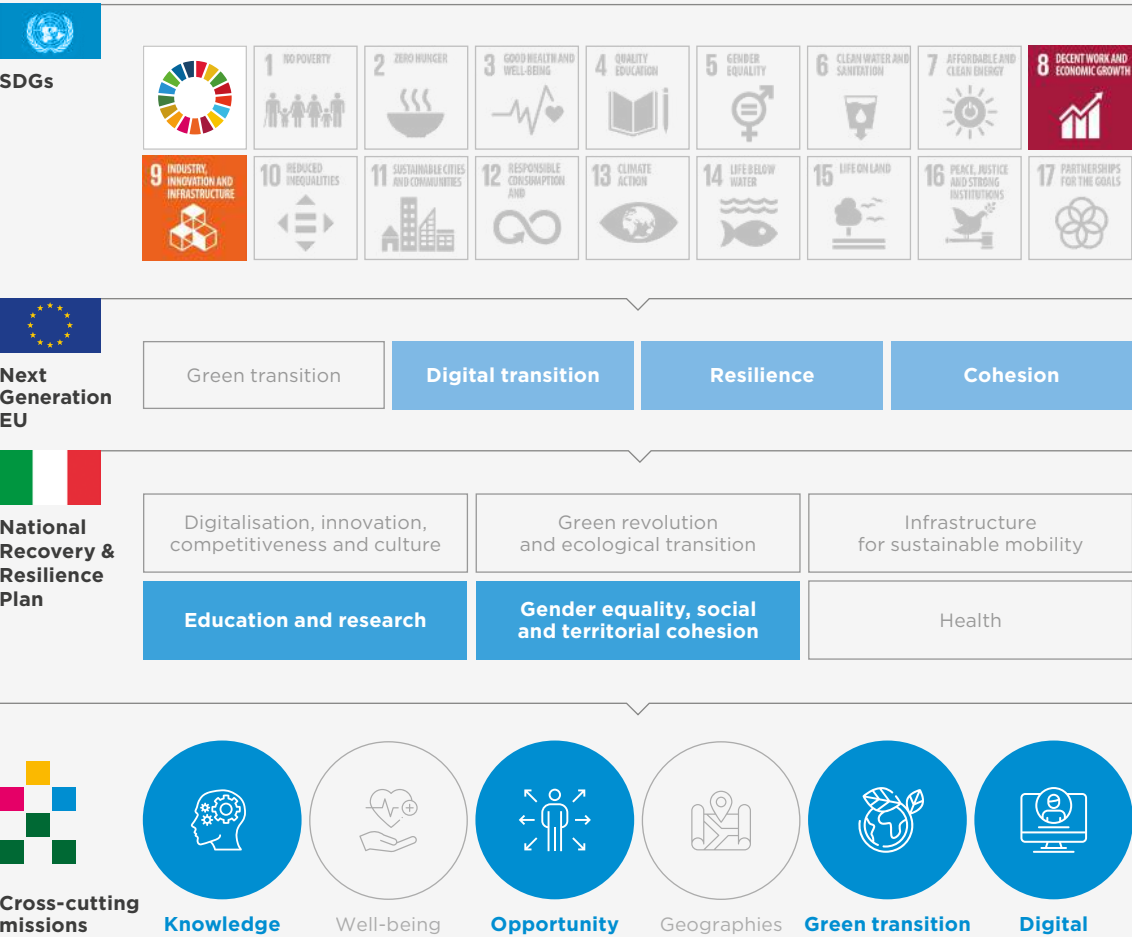 SDGs
1 NO POVERTY
2 ZERO HUNGER
3 GOOD HEALTH AND
WELL-BEING
4 QUALITY
EDUCATION
5 GENDER
EQUALITY
6 CLEAN WATER AND
SANITATION
7 AFFORDABLE AND
CLEAN ENERGY
8 DECENT WORK AND
ECONOMIC GROWTH
9 INDUSTRY,
INNOVATION AND
INFRASTRUCTURE
10 REDUCED
INEQUALITIES
11 SUSTAINABLE CITIES
AND COMMUNITIES
12 RESPONSIBLE
CONSUMPTION
AND
13 CLIMATE
ACTION
14 LIFE BELOW
WATER
15 LIFE ON LAND
16 PEACE, JUSTICE
AND STRONG
INSTITUTIONS
17 PARTNERSHIPS
FOR THE GOALS
Next
Generation
EU
Green transition
Digital transition
Resilience
Cohesion
National
Recovery &
Resilience
Plan
Digitalisation, innovation,
competitiveness and culture
Green revolution
and ecological transition
Infrastructure
for sustainable mobility
Education and research
Gender equality, social
and territorial cohesion
Health
Cross-cutting
missions
Knowledge
Well-being
Opportunity
Geographies
Green transition
Digital